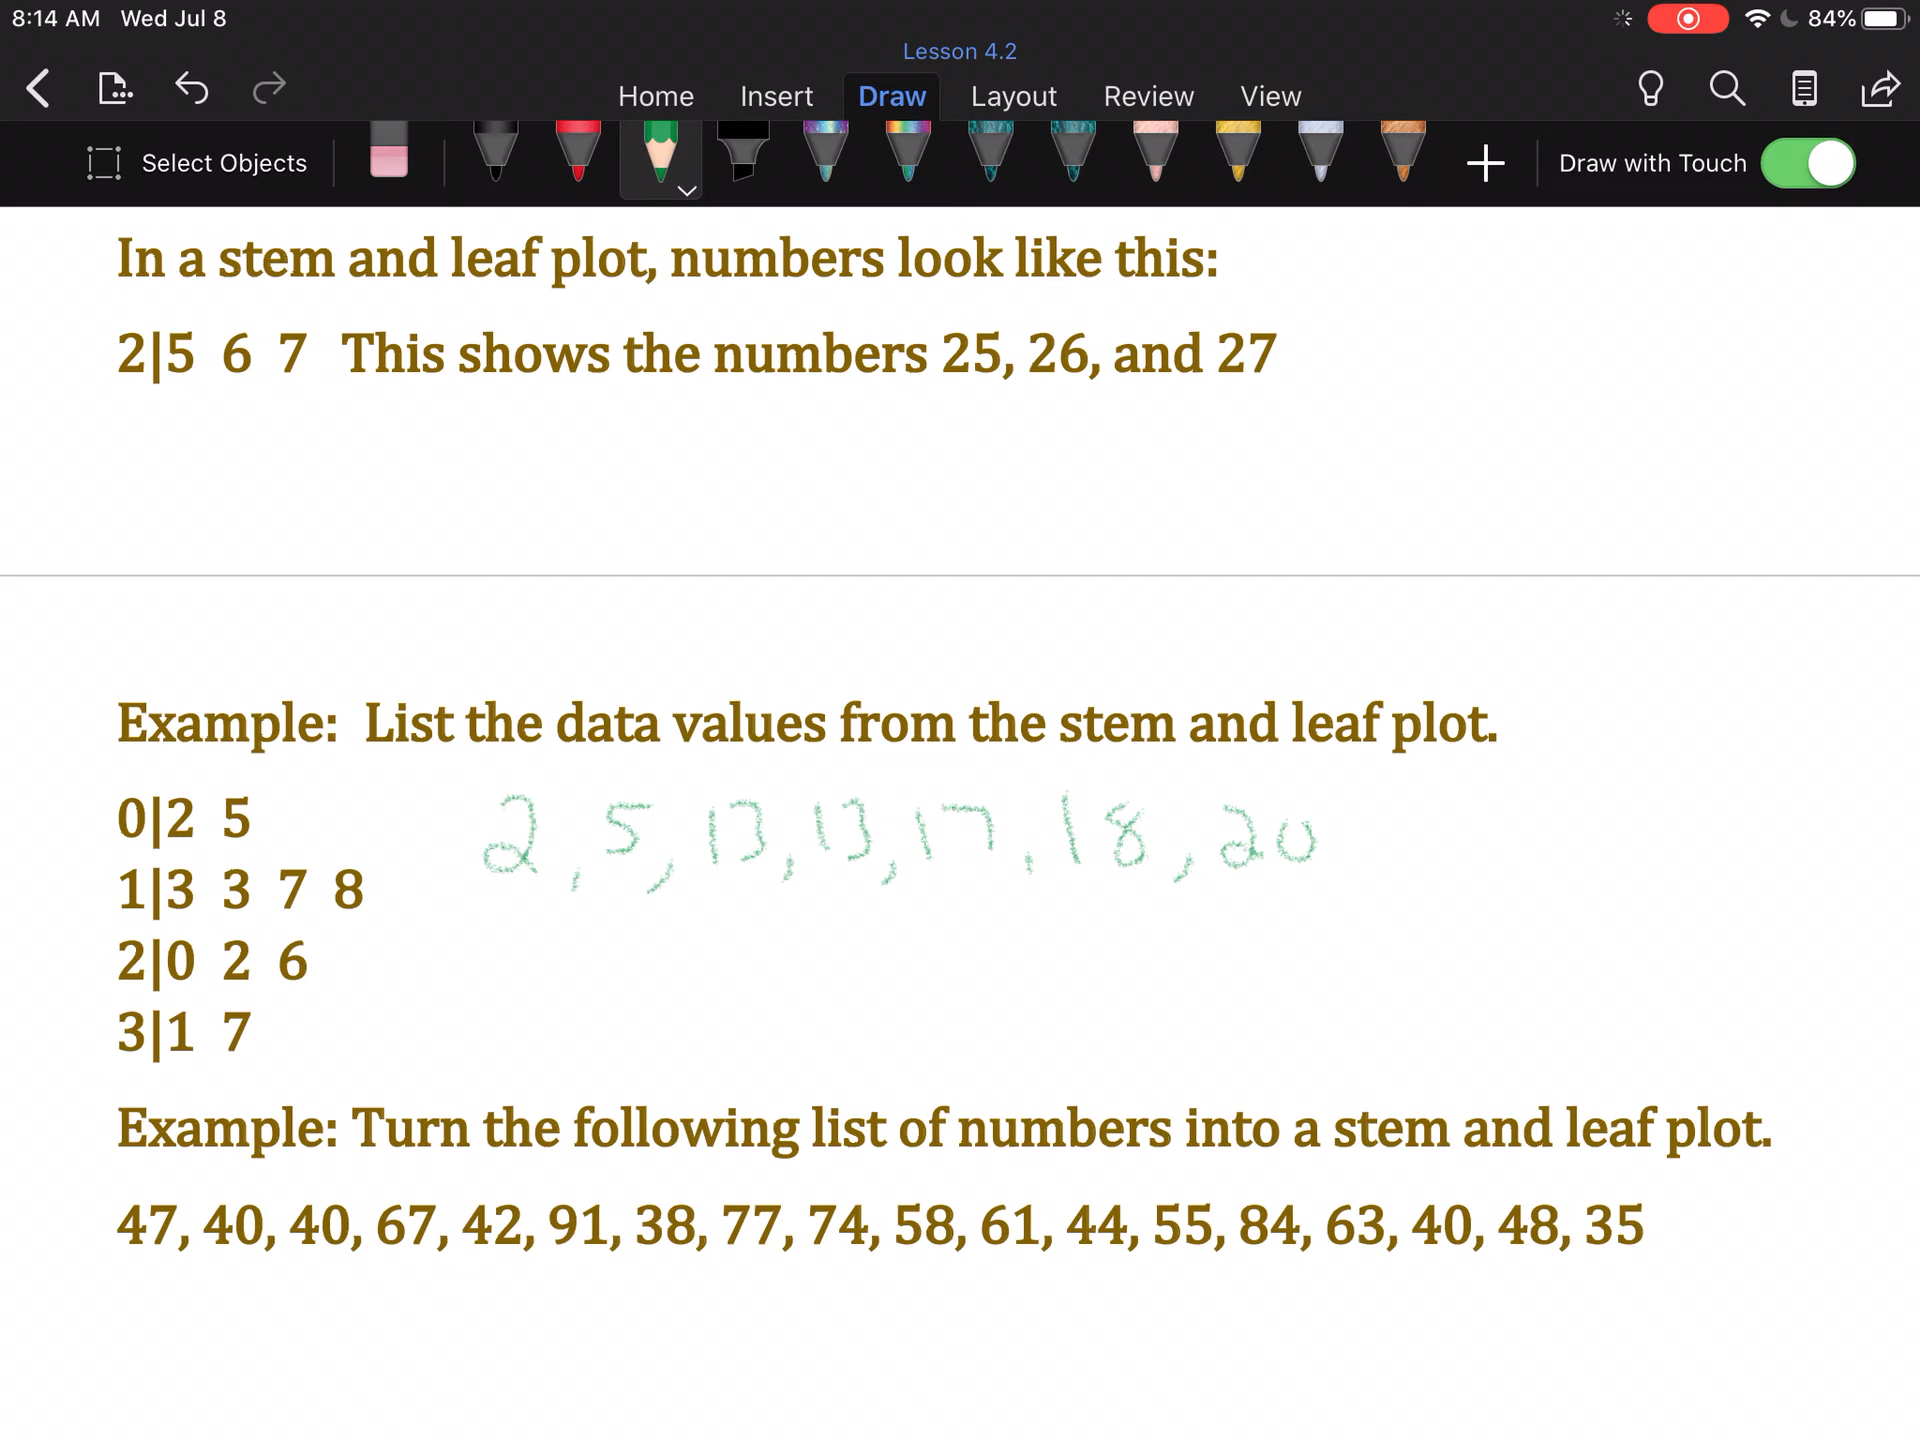 8:14 AM Wed Jul 8
84%
Lesson 4.2
Home Insert Draw Layout Review View
Select Objects
Draw with Touch
In a stem and leaf plot, numbers look like this:
2|5 6 7 This shows the numbers 25, 26, and 27
Example: List the data values from the stem and leaf plot.
0|2 5
2, 5, 13, 13, 17, 18, 20
1|3 3 7 8
2|0 2 6
3|1 7
Example: Turn the following list of numbers into a stem and leaf plot.
47, 40, 40, 67, 42, 91, 38, 77, 74, 58, 61, 44, 55, 84, 63, 40, 48, 35